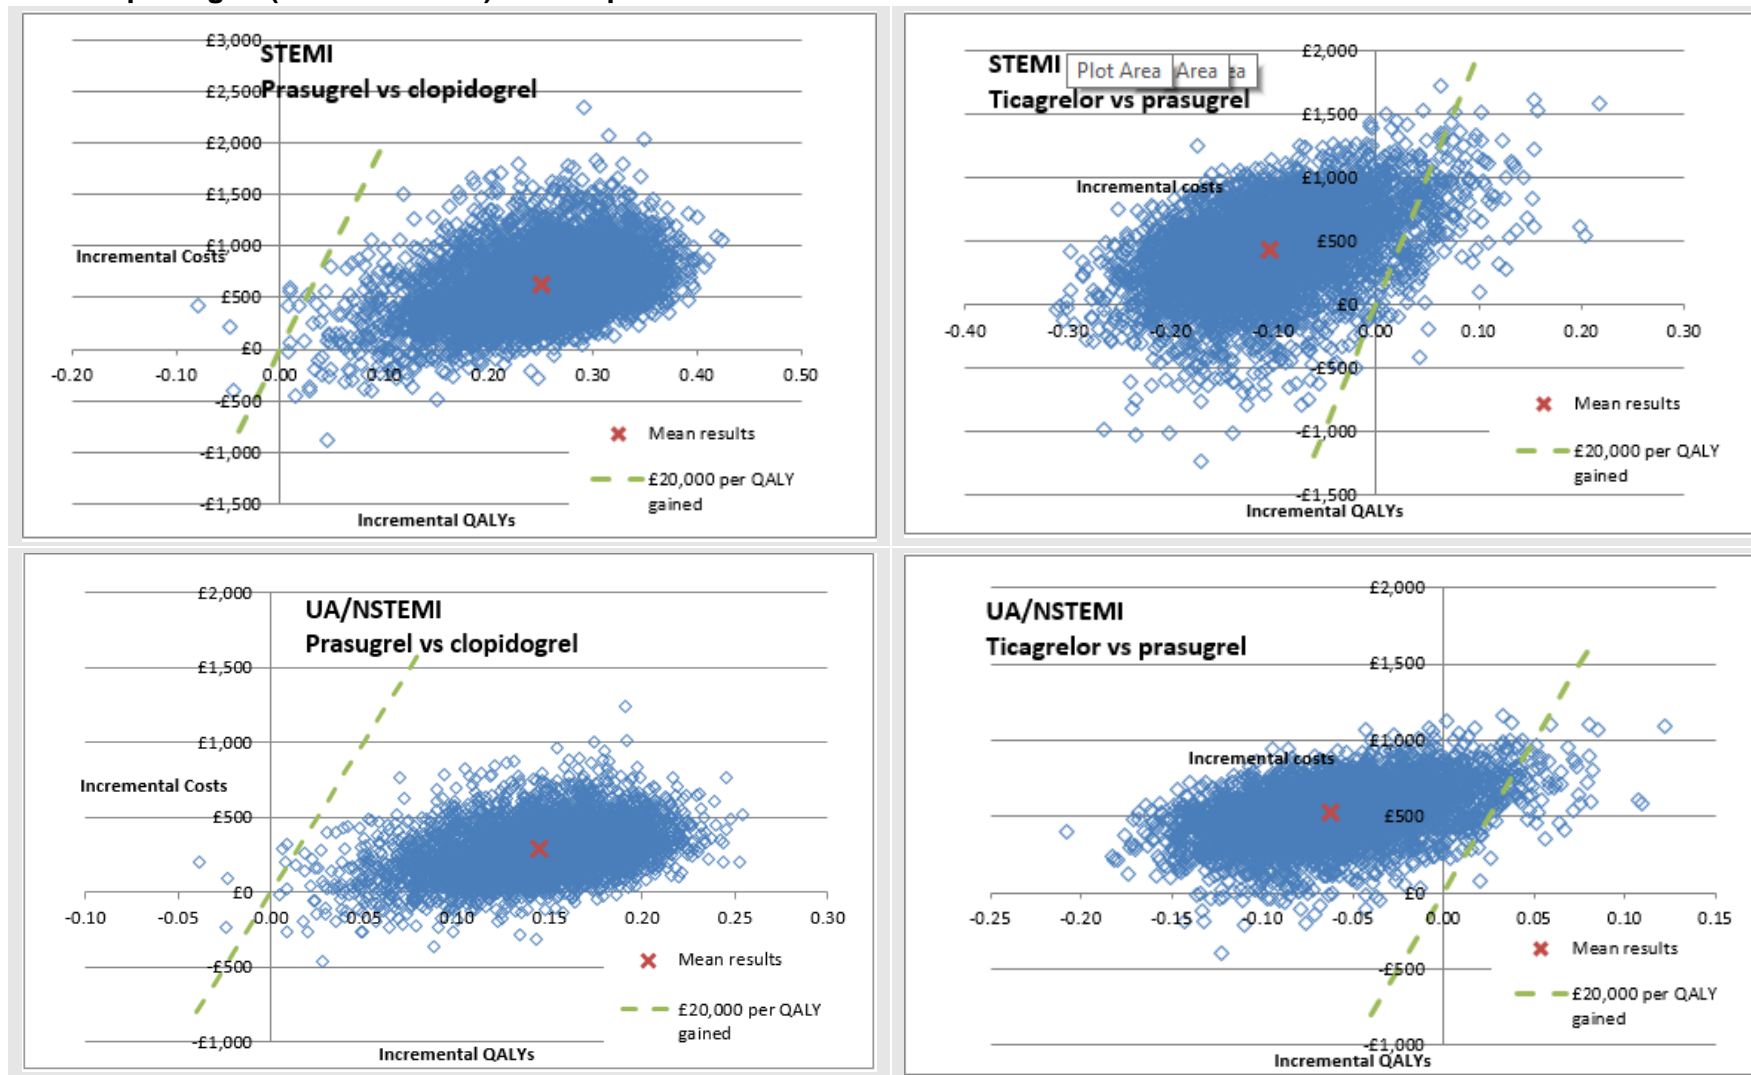 STEMI
Prasugrel vs clopidogrel
£3,000
£2,500
£2,000
£1,500
£1,000
£500
£0
-£500
-£1,000
-£1,500
Incremental Costs
-0.20 -0.10 0.00 0.10 0.20 0.30 0.40 0.50
Mean results
£20,000 per QALY
gained
Incremental QALYs
STEMI
Plot Area Area ea
Ticagrelor vs prasugrel
£2,000
£1,500
£1,000
£500
£0
-£500
-£1,000
-£1,500
Incremental costs
-0.40 -0.30 -0.20 -0.10 0.00 0.10 0.20 0.30
Mean results
£20,000 per QALY
gained
Incremental QALYs
UA/NSTEMI
Prasugrel vs clopidogrel
£2,000
£1,500
£1,000
£500
£0
-£500
-£1,000
Incremental Costs
-0.10 -0.05 0.00 0.05 0.10 0.15 0.20 0.25 0.30
Mean results
£20,000 per QALY
gained
Incremental QALYs
UA/NSTEMI
Ticagrelor vs prasugrel
£2,000
£1,500
£1,000
£500
£0
-£500
-£1,000
Incremental costs
-0.25 -0.20 -0.15 -0.10 -0.05 0.00 0.05 0.10 0.15
Mean results
£20,000 per QALY
gained
Incremental QALYs